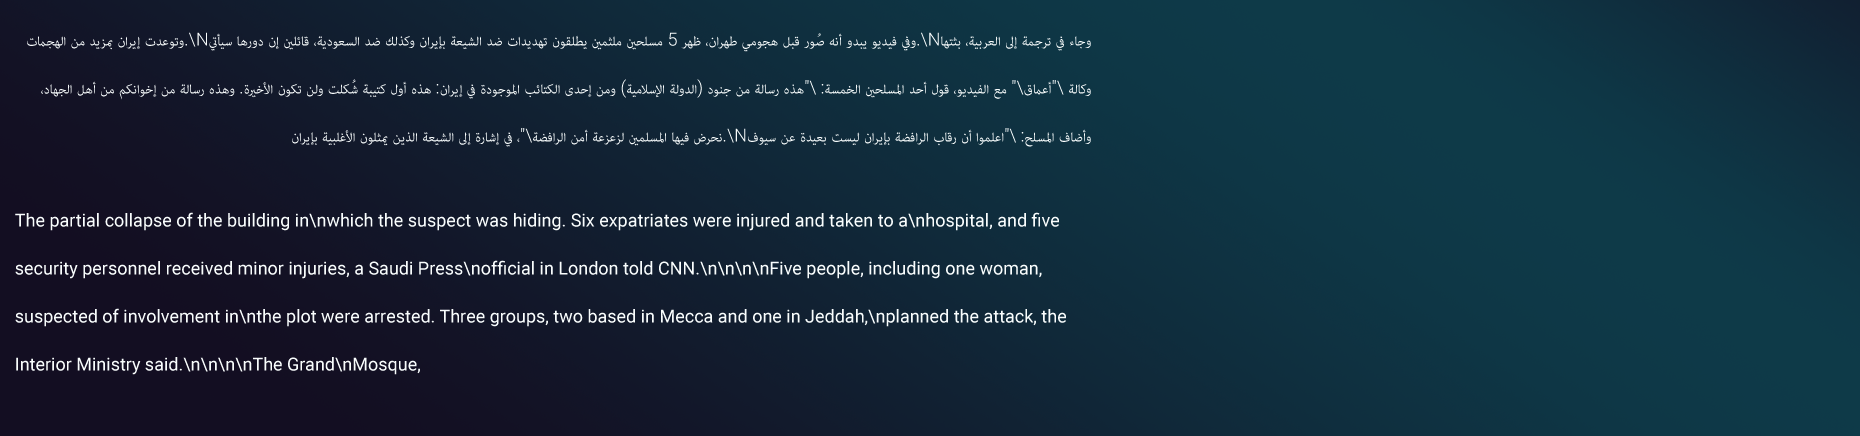 وجاء في ترجمة إلى العربية، بثتهاN\.وفي فيديو يبدو أنه صُور قبل هجومي طهران، ظهر 5 مسلحين ملثمين يطلقون تهديدات ضد الشيعة بإيران وكذلك ضد السعودية، قائلين إن دورها سيأتيN\.وتوعدت إيران بمزيد من الهجمات
وكالة \"أعماق\" مع الفيديو، قول أحد المسلحين الخمسة: \"هذه رسالة من جنود (الدولة الإسلامية) ومن إحدى الكتائب الموجودة في إيران: هذه أول كتيبة شُكلت ولن تكون الأخيرة. وهذه رسالة من إخوانكم من أهل الجهاد،
وأضاف المسلح: \"اعلموا أن رقاب الرافضة بإيران ليست بعيدة عن سيوفN\.نحرض فيها المسلمين لزعزعة أمن الرافضة\"، في إشارة إلى الشيعة الذين يمثلون الأغلبية بإيران
The partial collapse of the building in\nwhich the suspect was hiding. Six expatriates were injured and taken to a\nhospital, and five
security personnel received minor injuries, a Saudi Press\nofficial in London told CNN.\n\n\n\nFive people, including one woman,
suspected of involvement in\nthe plot were arrested. Three groups, two based in Mecca and one in Jeddah,\nplanned the attack, the
Interior Ministry said.\n\n\n\nThe Grand\nMosque,